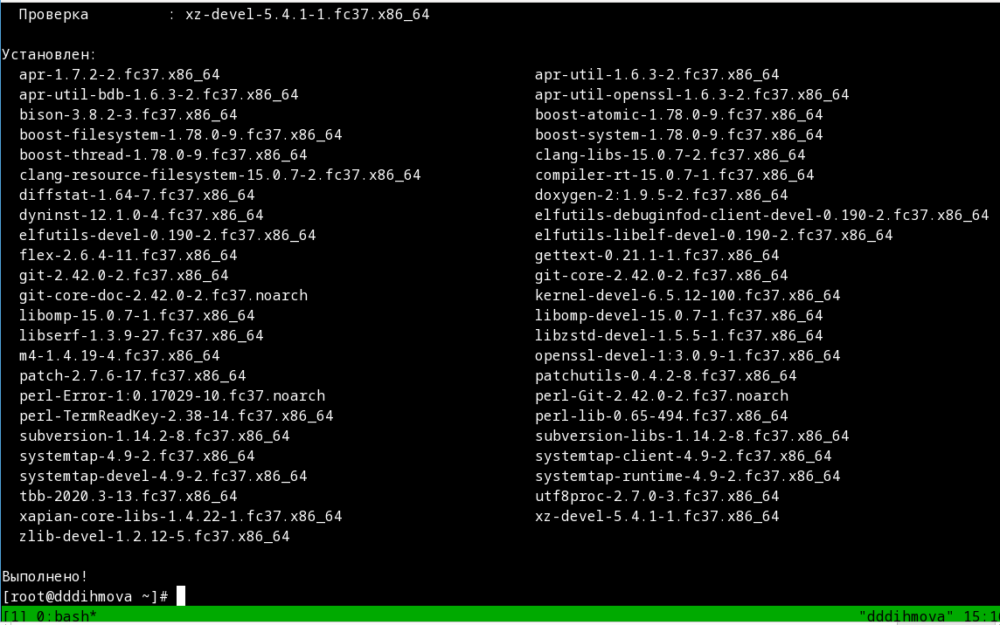 Проверка : xz-devel-5.4.1-1.fc37.x86_64
Установлен:
apr-1.7.2-2.fc37.x86_64 apr-util-1.6.3-2.fc37.x86_64
apr-util-bdb-1.6.3-2.fc37.x86_64 apr-util-openssl-1.6.3-2.fc37.x86_64
bison-3.8.2-3.fc37.x86_64 boost-atomic-1.78.0-9.fc37.x86_64
boost-filesystem-1.78.0-9.fc37.x86_64 boost-system-1.78.0-9.fc37.x86_64
boost-thread-1.78.0-9.fc37.x86_64 clang-libs-15.0.7-2.fc37.x86_64
clang-resource-filesystem-15.0.7-2.fc37.x86_64 compiler-rt-15.0.7-1.fc37.x86_64
diffstat-1.64-7.fc37.x86_64 doxygen-2:1.9.5-2.fc37.x86_64
dyninst-12.1.0-4.fc37.x86_64 elfutils-debuginfod-client-devel-0.190-2.fc37.x86_64
elfutils-devel-0.190-2.fc37.x86_64 elfutils-libelf-devel-0.190-2.fc37.x86_64
flex-2.6.4-11.fc37.x86_64 gettext-0.21.1-1.fc37.x86_64
git-2.42.0-2.fc37.x86_64 git-core-2.42.0-2.fc37.x86_64
git-core-doc-2.42.0-2.fc37.noarch kernel-devel-6.5.12-100.fc37.x86_64
libomp-15.0.7-1.fc37.x86_64 libomp-devel-15.0.7-1.fc37.x86_64
libserf-1.3.9-27.fc37.x86_64 libzstd-devel-1.5.5-1.fc37.x86_64
m4-1.4.19-4.fc37.x86_64 openssl-devel-1:3.0.9-1.fc37.x86_64
patch-2.7.6-17.fc37.x86_64 patchutils-0.4.2-8.fc37.x86_64
perl-Error-1:0.17029-10.fc37.noarch perl-Git-2.42.0-2.fc37.noarch
perl-TermReadKey-2.38-14.fc37.x86_64 perl-lib-0.65-494.fc37.x86_64
subversion-1.14.2-8.fc37.x86_64 subversion-libs-1.14.2-8.fc37.x86_64
systemtap-4.9-2.fc37.x86_64 systemtap-client-4.9-2.fc37.x86_64
systemtap-devel-4.9-2.fc37.x86_64 systemtap-runtime-4.9-2.fc37.x86_64
tbb-2020.3-13.fc37.x86_64 utf8proc-2.7.0-3.fc37.x86_64
xapian-core-libs-1.4.22-1.fc37.x86_64 xz-devel-5.4.1-1.fc37.x86_64
zlib-devel-1.2.12-5.fc37.x86_64
Выполнено!
[root@dddihmova ~]#
[1] 0:bash* "dddihmova"